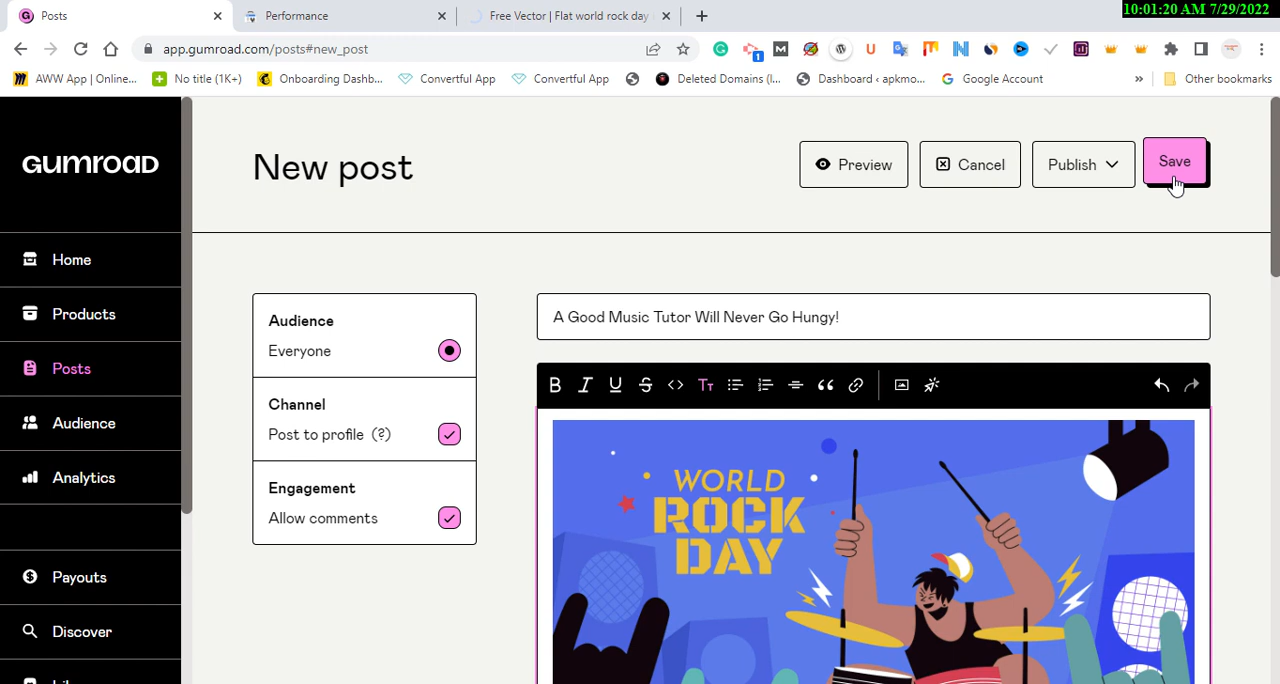 10:01:20 AM 7/29/2022
Posts
Performance
Free Vector | Flat world rock day
app.gumroad.com/posts#new_post
1
AWW App | Online...
No title (1K+)
Onboarding Dashb...
Convertful App
Convertful App
Deleted Domains (I...
Dashboard ‹ apkmo...
Google Account
»
Other bookmarks
GUMROAD
New post
Preview
Cancel
Publish
Save
Home
Products
Posts
Audience
Analytics
Payouts
Discover
Audience
Everyone
Channel
Post to profile (?)
Engagement
Allow comments
A Good Music Tutor Will Never Go Hungy!
B I U S <> Tт
WORLD
ROCK
DAY